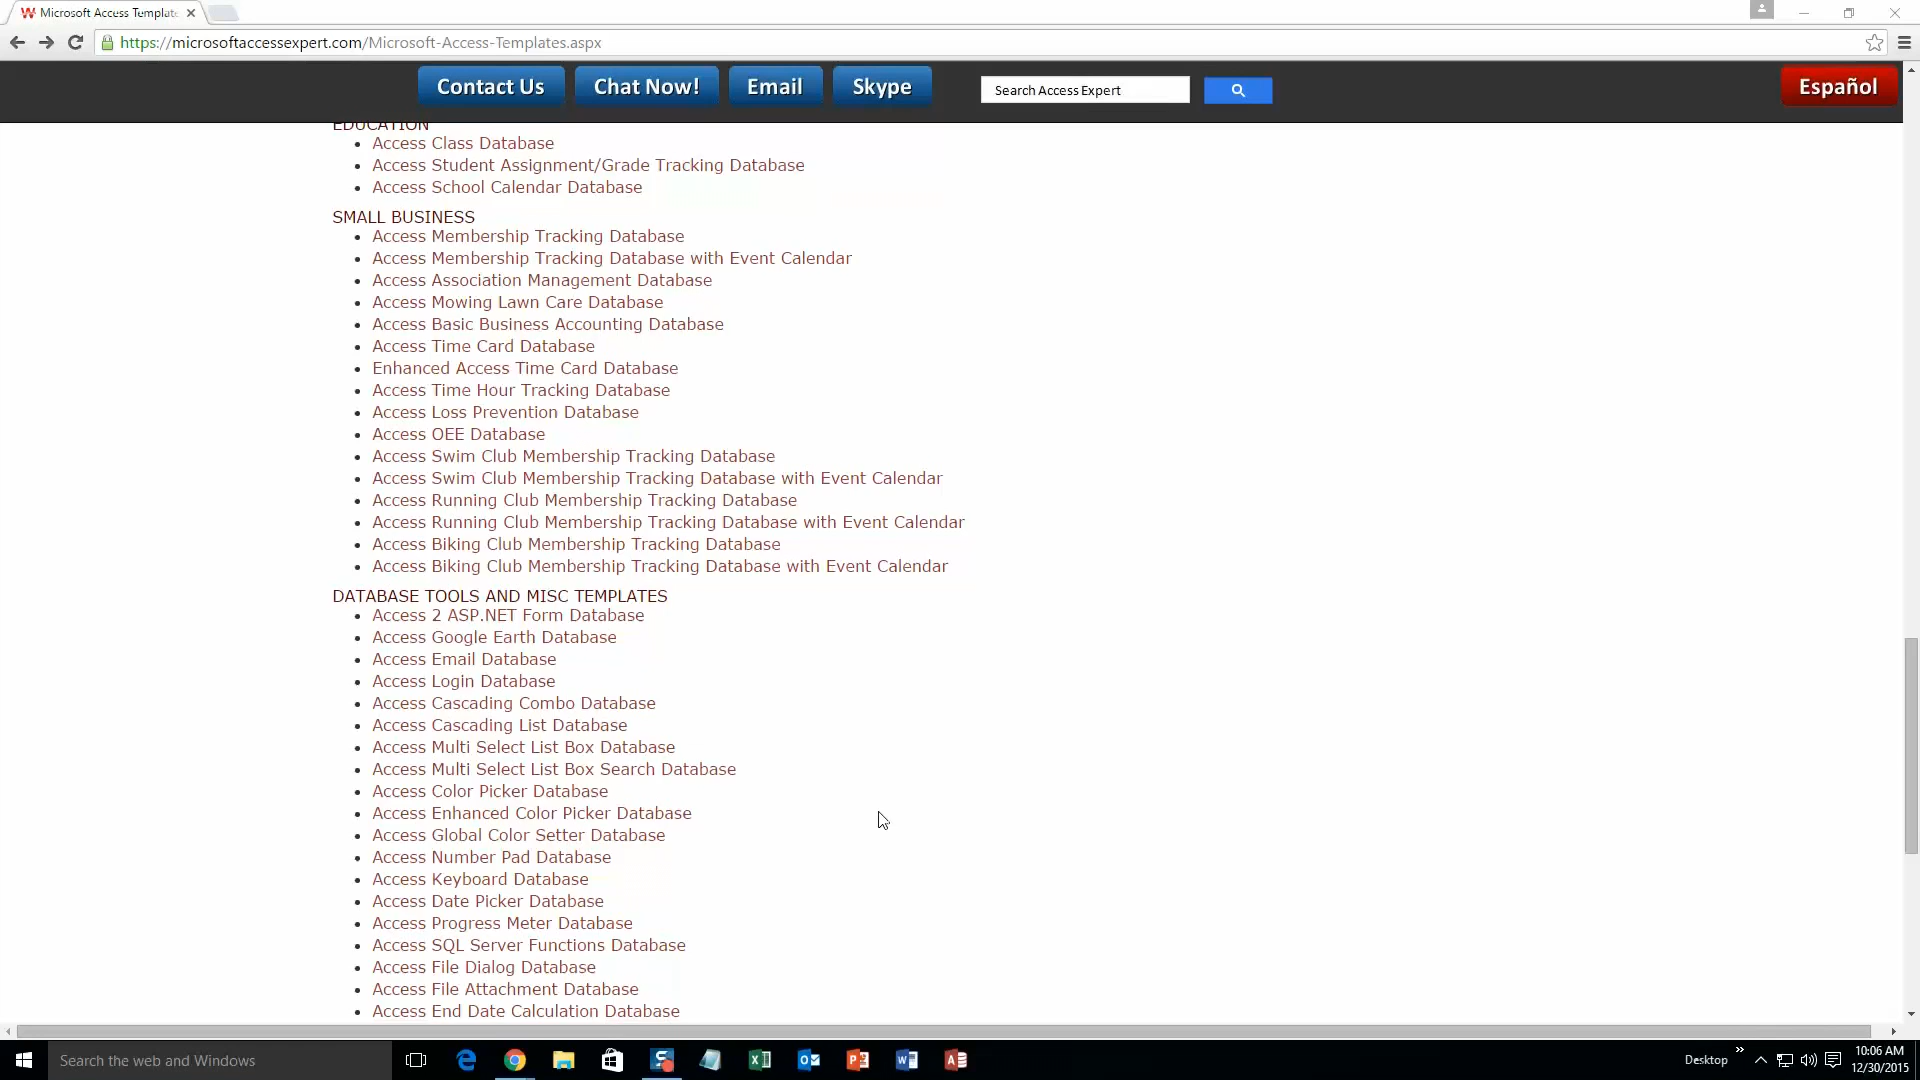 Microsoft Access Templat
https://microsoftaccessexpert.com/Microsoft-Access-Templates.aspx
Contact Us
Chat Now!
Email
Skype
Search Access Expert
Español
EDUCATION
Access Class Database
Access Student Assignment/Grade Tracking Database
Access School Calendar Database
SMALL BUSINESS
Access Membership Tracking Database
Access Membership Tracking Database with Event Calendar
Access Association Management Database
Access Mowing Lawn Care Database
Access Basic Business Accounting Database
Access Time Card Database
Enhanced Access Time Card Database
Access Time Hour Tracking Database
Access Loss Prevention Database
Access OEE Database
Access Swim Club Membership Tracking Database
Access Swim Club Membership Tracking Database with Event Calendar
Access Running Club Membership Tracking Database
Access Running Club Membership Tracking Database with Event Calendar
Access Biking Club Membership Tracking Database
Access Biking Club Membership Tracking Database with Event Calendar
DATABASE TOOLS AND MISC TEMPLATES
Access 2 ASP.NET Form Database
Access Google Earth Database
Access Email Database
Access Login Database
Access Cascading Combo Database
Access Cascading List Database
Access Multi Select List Box Database
Access Multi Select List Box Search Database
Access Color Picker Database
Access Enhanced Color Picker Database
Access Global Color Setter Database
Access Number Pad Database
Access Keyboard Database
Access Date Picker Database
Access Progress Meter Database
Access SQL Server Functions Database
Access File Dialog Database
Access File Attachment Database
Access End Date Calculation Database
Search the web and Windows
Desktop
10:06 AM
12/30/2015